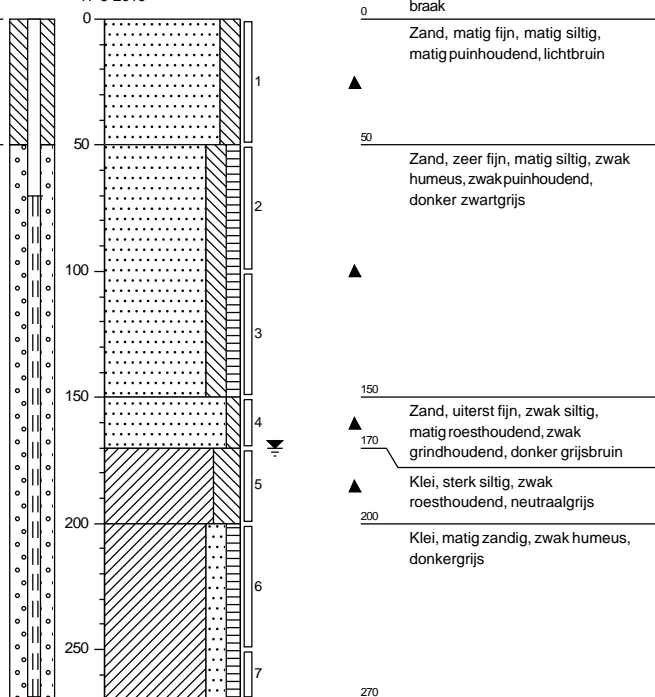 braak
0
0
Zand, matig fijn, matig siltig,
matig puinhoudend, lichtbruin
1
50
50
Zand, zeer fijn, matig siltig, zwak
humeus, zwak puinhoudend,
donker zwartgrijs
2
100
3
150
150
Zand, uiterst fijn, zwak siltig,
matig roesthoudend, zwak
grindhoudend, donker grijsbruin
4
170
Klei, sterk siltig, zwak
roesthoudend, neutraalgrijs
5
200
200
Klei, matig zandig, zwak humeus,
donkergrijs
6
250
7
270